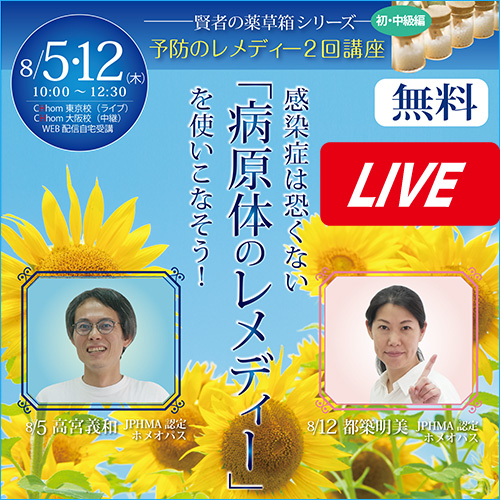 賢者の薬草箱シリーズ
初・中級編
予防のレメディー2回講座
8/5・12(木)
10:00～12:30
CHhom 東京校（ライブ）
CHhom 大阪校（中継）
WEB 配信自宅受講
無料
LIVE
感染症は恐くない
「病原体のレメディー」
を使いこなそう！
8/5 高宮義和 JPHMA 認定
ホメオパス
8/12 都築明美 JPHMA 認定
ホメオパス